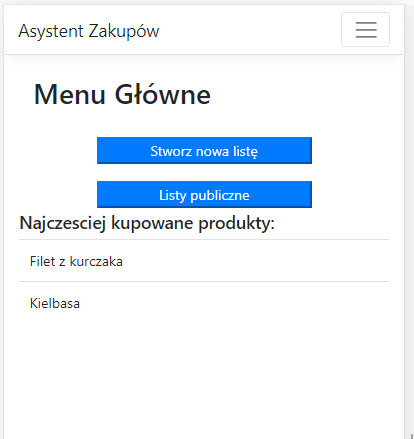 Asystent Zakupów
Menu Główne
Stworz nowa listę
Listy publiczne
Najczesciej kupowane produkty:
Filet z kurczaka
Kielbasa